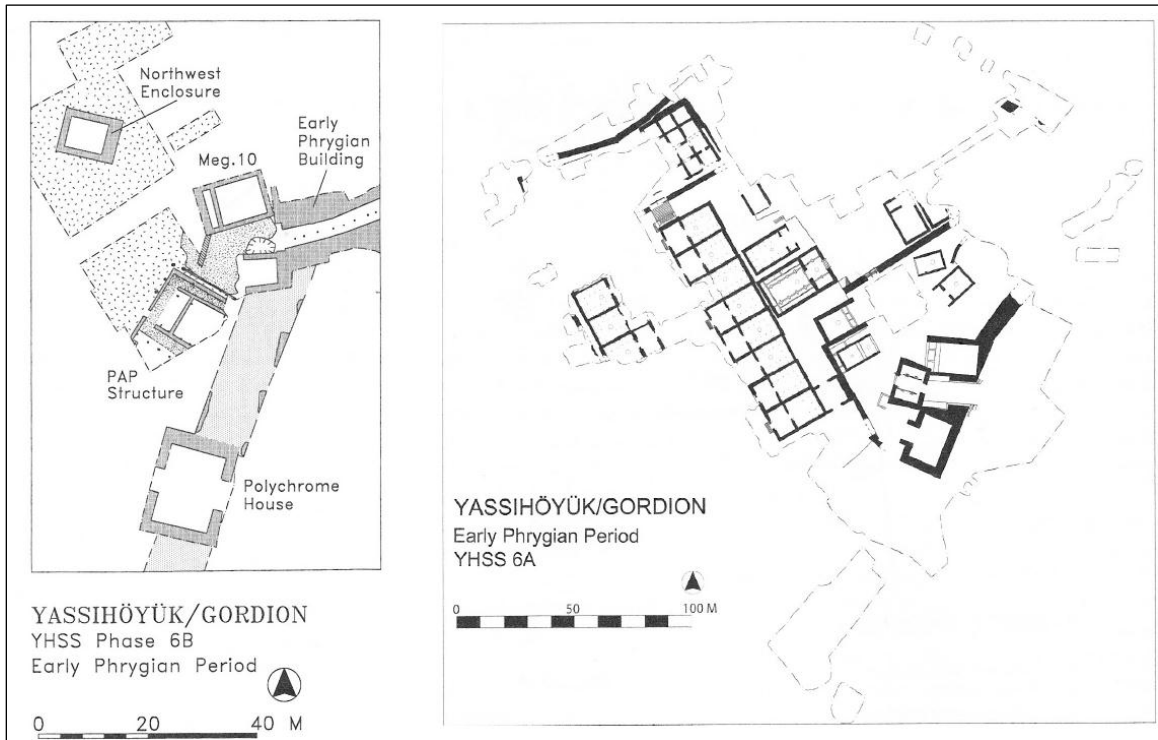 Northwest
Enclosure
Early
Phrygian
Building
Meg.10
PAP
Structure
Polychrome
House
YASSIHÖYÜK/GORDION
YHSS Phase 6B
Early Phrygian Period
0 20 40 M
YASSIHÖYÜK/GORDION
Early Phrygian Period
YHSS 6A
0 50 100 M